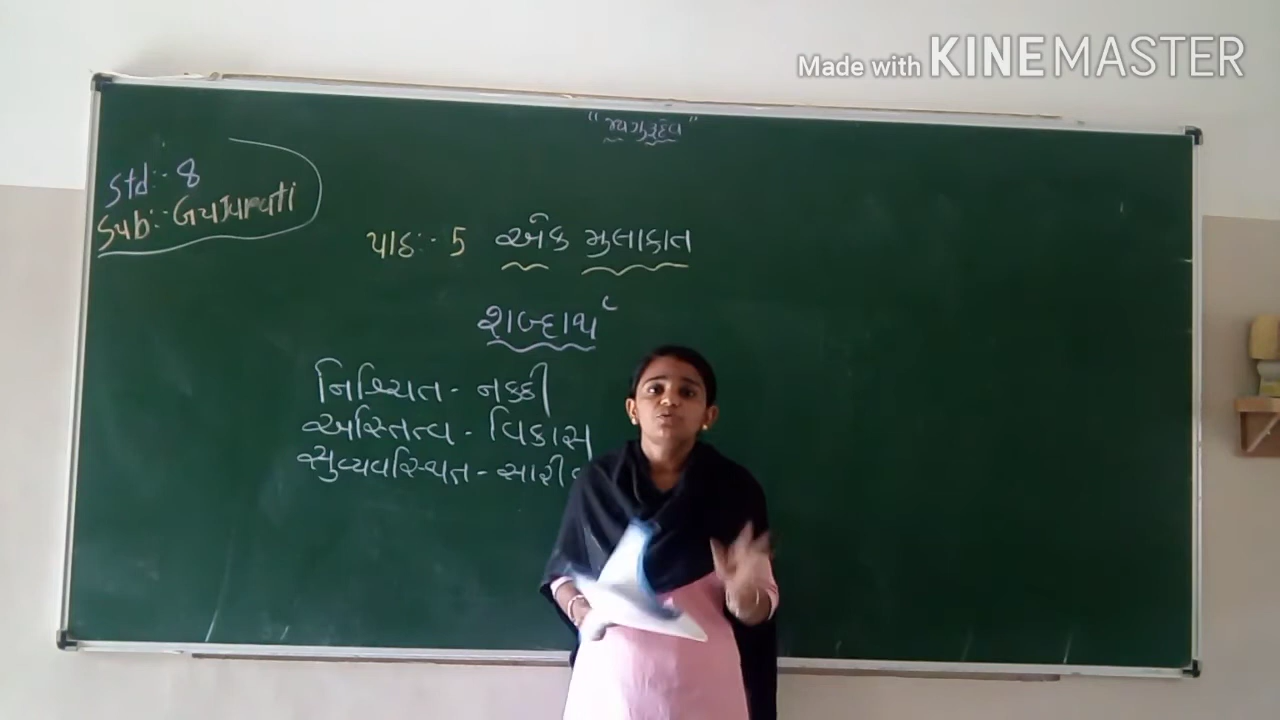 Made with KINEMASTER
"જયગુરૂદેવ"
Std:- 8
Sub:- Gujarati
પાઠ:- 5 એક મુલાકાત
શબ્દાર્થ
નિશ્ચિત - નક્કી
અસ્તિત્વ - વિકાસ
સુવ્યવસ્થિત - સારી